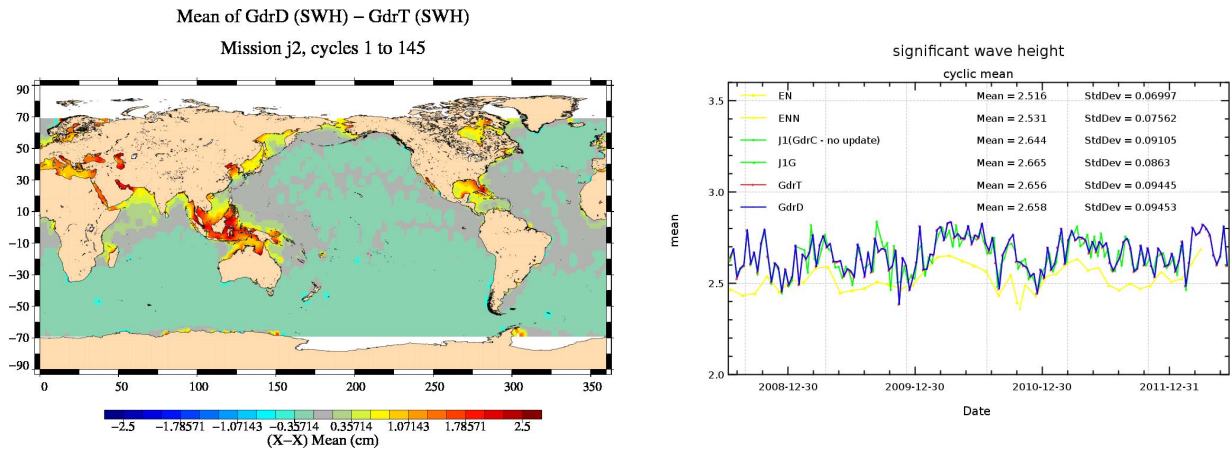 Mean of GdrD (SWH) − GdrT (SWH)
Mission j2, cycles 1 to 145
90
70
50
30
10
−10
−30
−50
−70
−90
0 50 100 150 200 250 300 350
−2.5 −1.78571 −1.07143 −0.35714 0.35714 1.07143 1.78571 2.5
(X−X) Mean (cm)
significant wave height
cyclic mean
EN Mean = 2.516 StdDev = 0.06997
ENN Mean = 2.531 StdDev = 0.07562
J1(GdrC - no update) Mean = 2.644 StdDev = 0.09105
J1G Mean = 2.665 StdDev = 0.0863
GdrT Mean = 2.656 StdDev = 0.09445
GdrD Mean = 2.658 StdDev = 0.09453
3.5
3.0
2.5
2.0
mean
2008-12-30 2009-12-30 2010-12-30 2011-12-31
Date